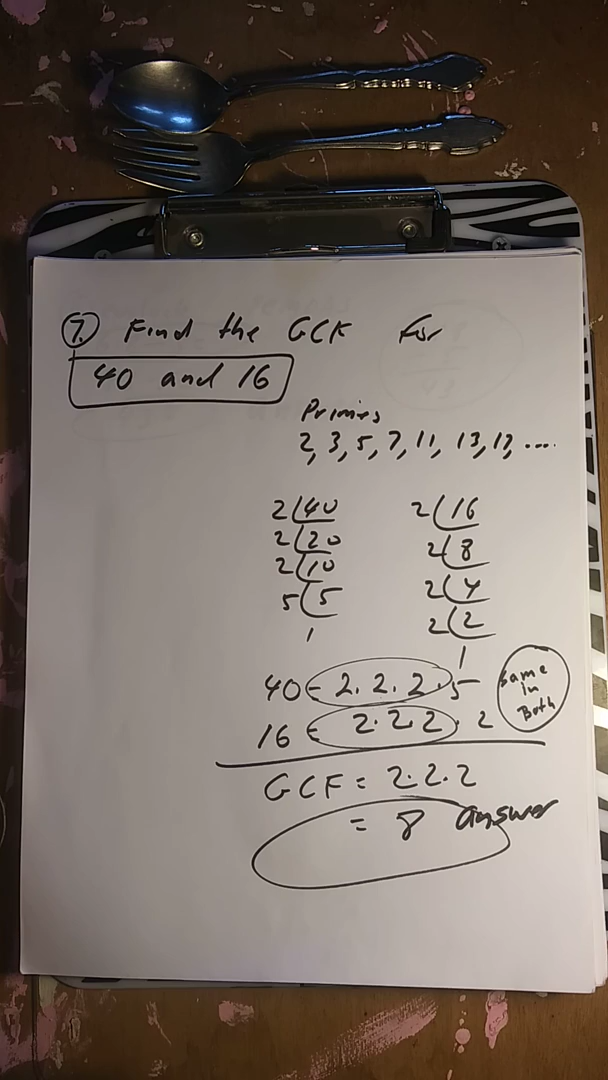 7. Find the GCF for
40 and 16
Primes
2, 3, 5, 7, 11, 13, 17, ....
2 40 2 16
2 20 2 8
2 10 2 4
5 5 2 2
1 1
40 = 2.2.2.5
16 = 2.2.2.2
same
in
Both
GCF = 2.2.2
= 8 answer